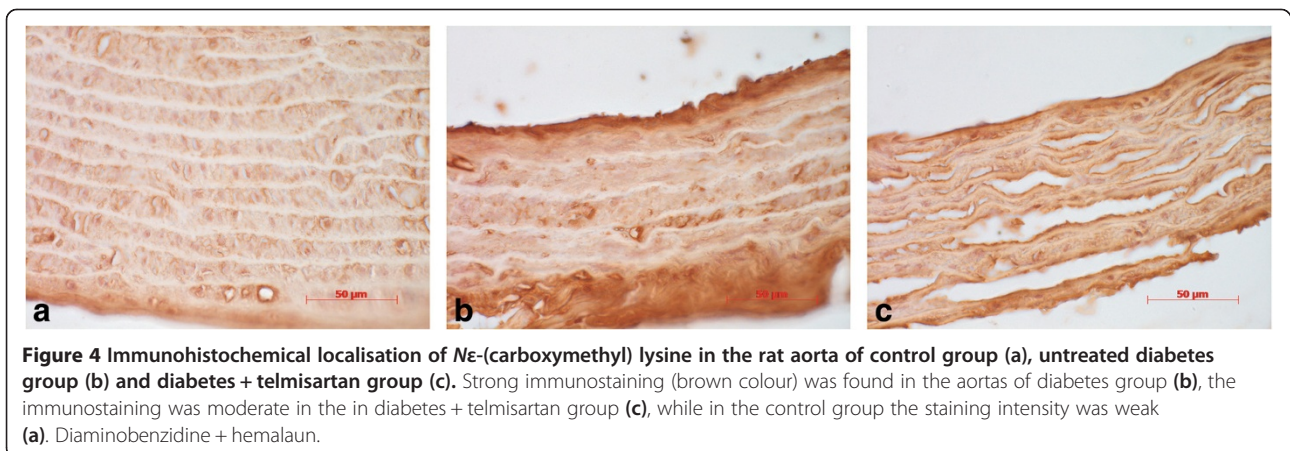 50 µm
50 µm
50 µm
a
b
c
Figure 4 Immunohistochemical localisation of Nε-(carboxymethyl) lysine in the rat aorta of control group (a), untreated diabetes
group (b) and diabetes + telmisartan group (c). Strong immunostaining (brown colour) was found in the aortas of diabetes group (b), the
immunostaining was moderate in the in diabetes + telmisartan group (c), while in the control group the staining intensity was weak
(a). Diaminobenzidine + hemalaun.